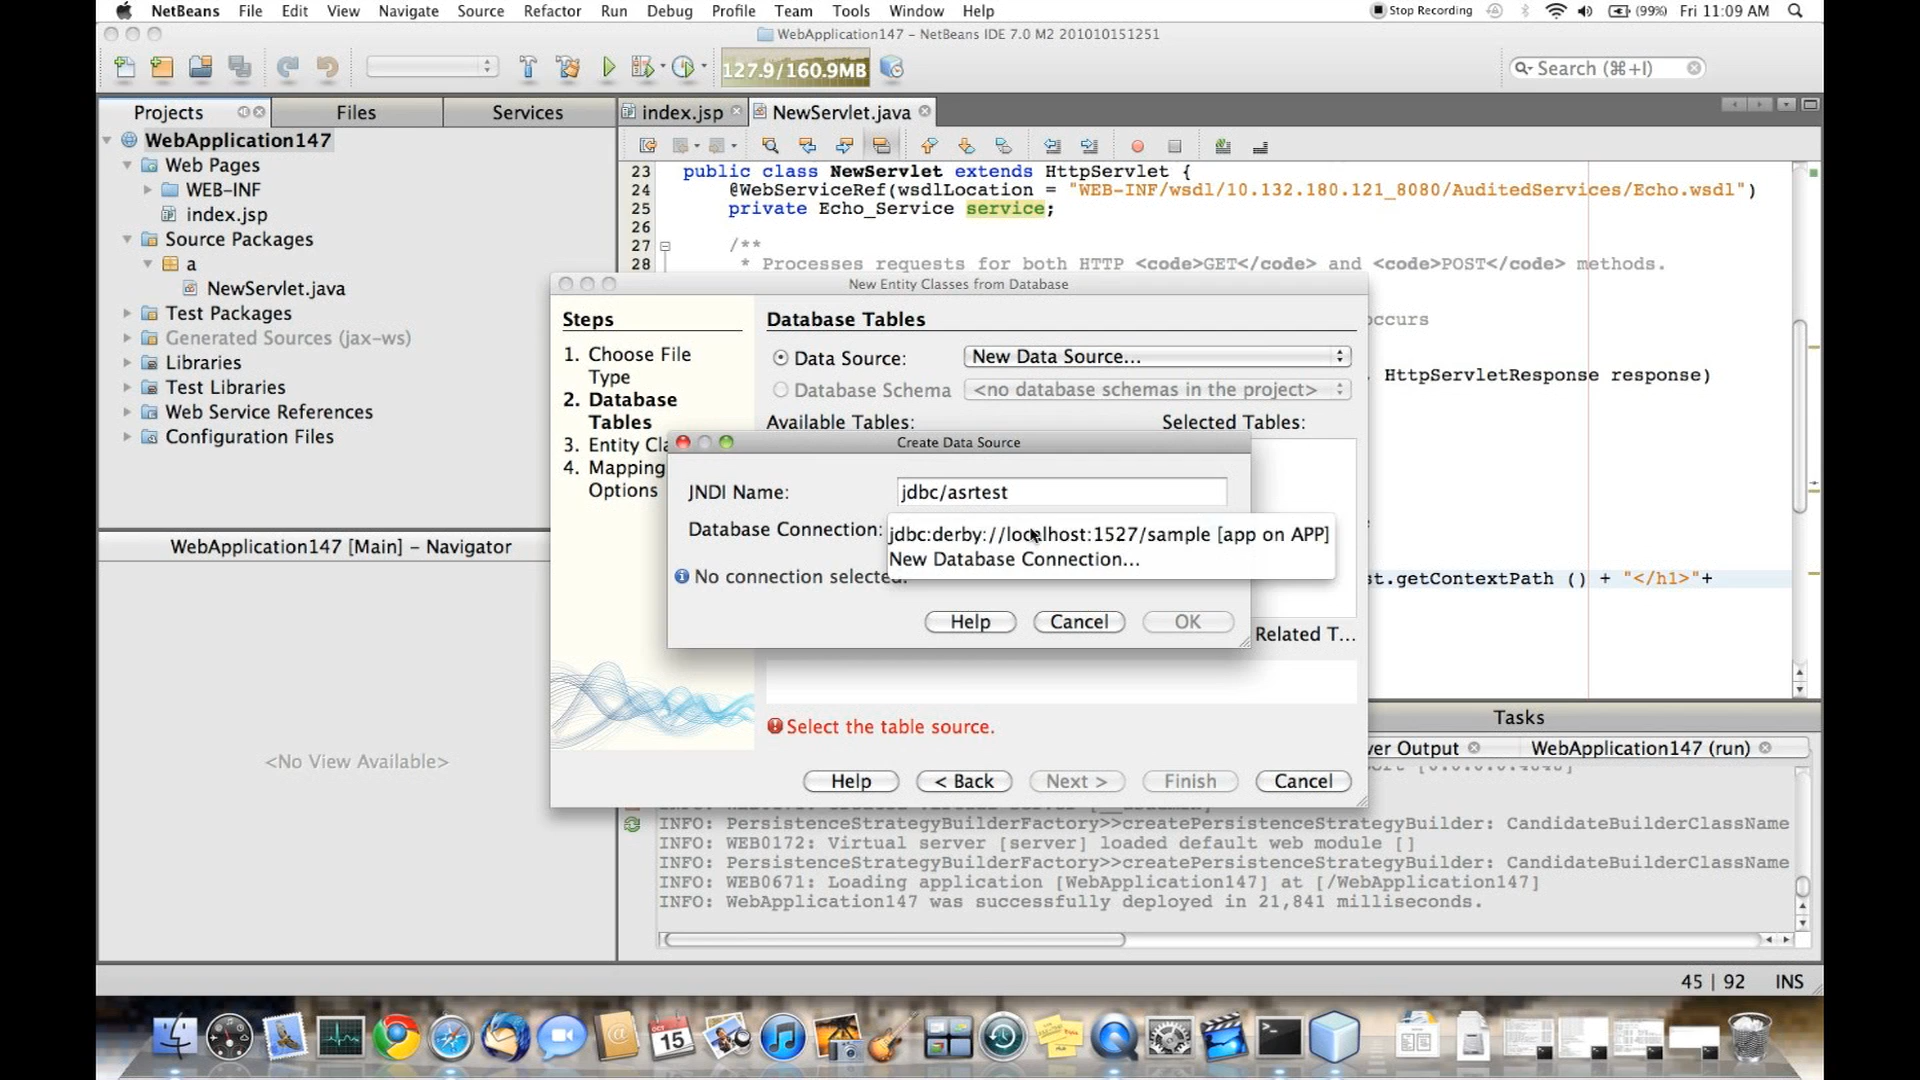 NetBeans File Edit View Navigate Source Refactor Run Debug Profile Team Tools Window Help
Stop Recording (99%) Fri 11:09 AM
WebApplication147 – NetBeans IDE 7.0 M2 201010151251
127.9/160.9MB
Search (⌘+I)
Projects Files Services
index.jsp NewServlet.java
WebApplication147
Web Pages
WEB-INF
index.jsp
Source Packages
a
NewServlet.java
Test Packages
Generated Sources (jax-ws)
Libraries
Test Libraries
Web Service References
Configuration Files
WebApplication147 [Main] – Navigator
<No View Available>
23 public class NewServlet extends HttpServlet {
24 @WebServiceRef(wsdlLocation = "WEB-INF/wsdl/10.132.180.121_8080/AuditedServices/Echo.wsdl")
25 private Echo_Service service;
26
27 /**
28 * Processes requests for both HTTP <code>GET</code> and <code>POST</code> methods.
occurs
HttpServletResponse response)
st.getContextPath () + "</h1>"+
New Entity Classes from Database
Steps
1. Choose File
Type
2. Database
Tables
3. Entity Cla
4. Mapping
Options
Database Tables
Data Source: New Data Source...
Database Schema <no database schemas in the project>
Available Tables: Selected Tables:
Create Data Source
JNDI Name: jdbc/asrtest
Database Connection:
jdbc:derby://localhost:1527/sample [app on APP]
New Database Connection...
No connection selected.
Help Cancel OK
Related T...
Select the table source.
Help < Back Next > Finish Cancel
Tasks
ver Output WebApplication147 (run)
INFO: PersistenceStrategyBuilderFactory>>createPersistenceStrategyBuilder: CandidateBuilderClassName
INFO: WEB0172: Virtual server [server] loaded default web module []
INFO: PersistenceStrategyBuilderFactory>>createPersistenceStrategyBuilder: CandidateBuilderClassName
INFO: WEB0671: Loading application [WebApplication147] at [/WebApplication147]
INFO: WebApplication147 was successfully deployed in 21,841 milliseconds.
45 | 92 INS
OCT
15